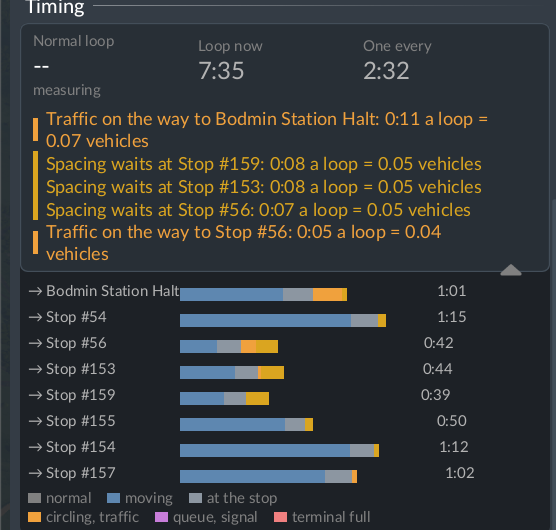 Timing
Normal loop
--
measuring
Loop now
7:35
One every
2:32
Traffic on the way to Bodmin Station Halt: 0:11 a loop =
0.07 vehicles
Spacing waits at Stop #159: 0:08 a loop = 0.05 vehicles
Spacing waits at Stop #153: 0:08 a loop = 0.05 vehicles
Spacing waits at Stop #56: 0:07 a loop = 0.05 vehicles
Traffic on the way to Stop #56: 0:05 a loop = 0.04
vehicles
→ Bodmin Station Halt 1:01
→ Stop #54 1:15
→ Stop #56 0:42
→ Stop #153 0:44
→ Stop #159 0:39
→ Stop #155 0:50
→ Stop #154 1:12
→ Stop #157 1:02
normal moving at the stop
circling, traffic queue, signal terminal full